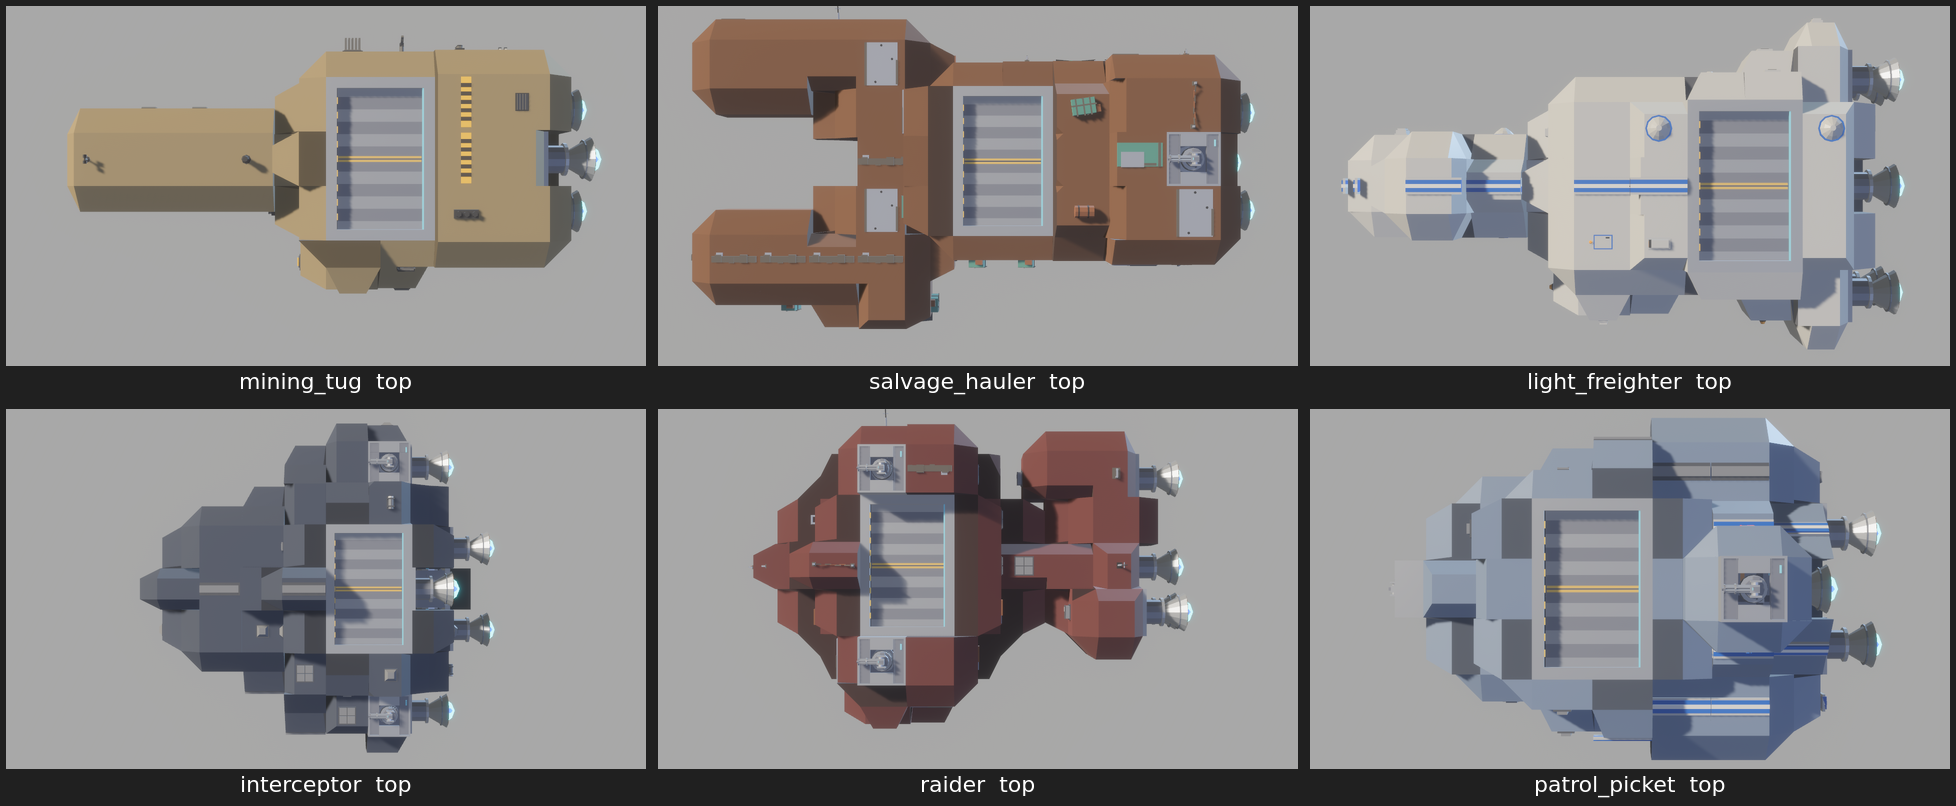 mining_tug top
salvage_hauler top
light_freighter top
interceptor top
raider top
patrol_picket top